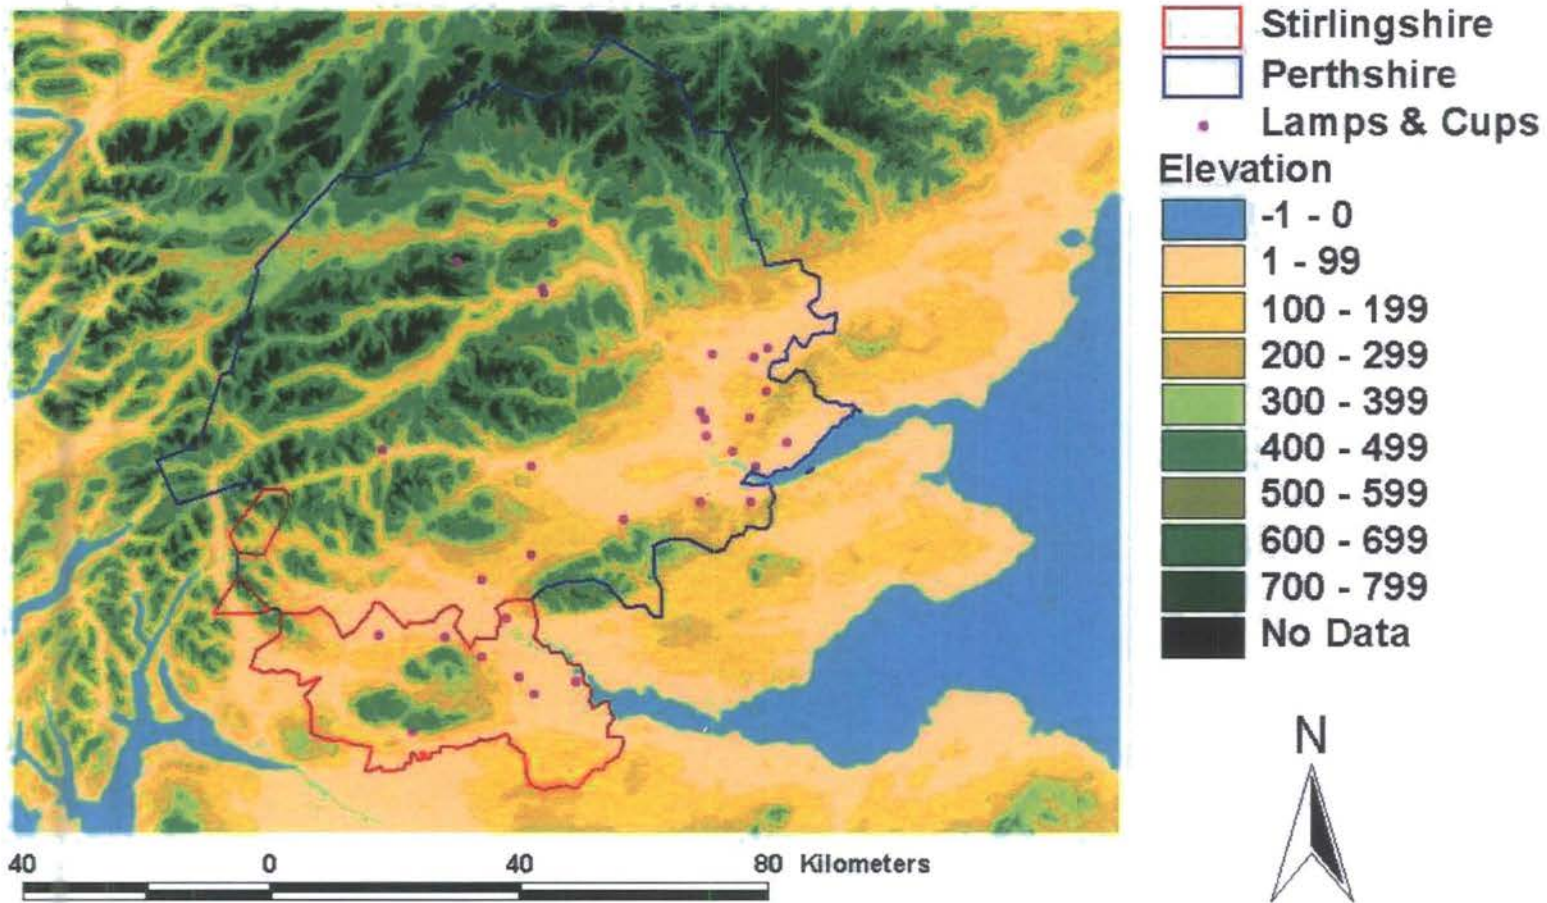 Stirlingshire
Perthshire
Lamps & Cups
Elevation
-1 - 0
1 - 99
100 - 199
200 - 299
300 - 399
400 - 499
500 - 599
600 - 699
700 - 799
No Data
N
40 0 40 80 Kilometers